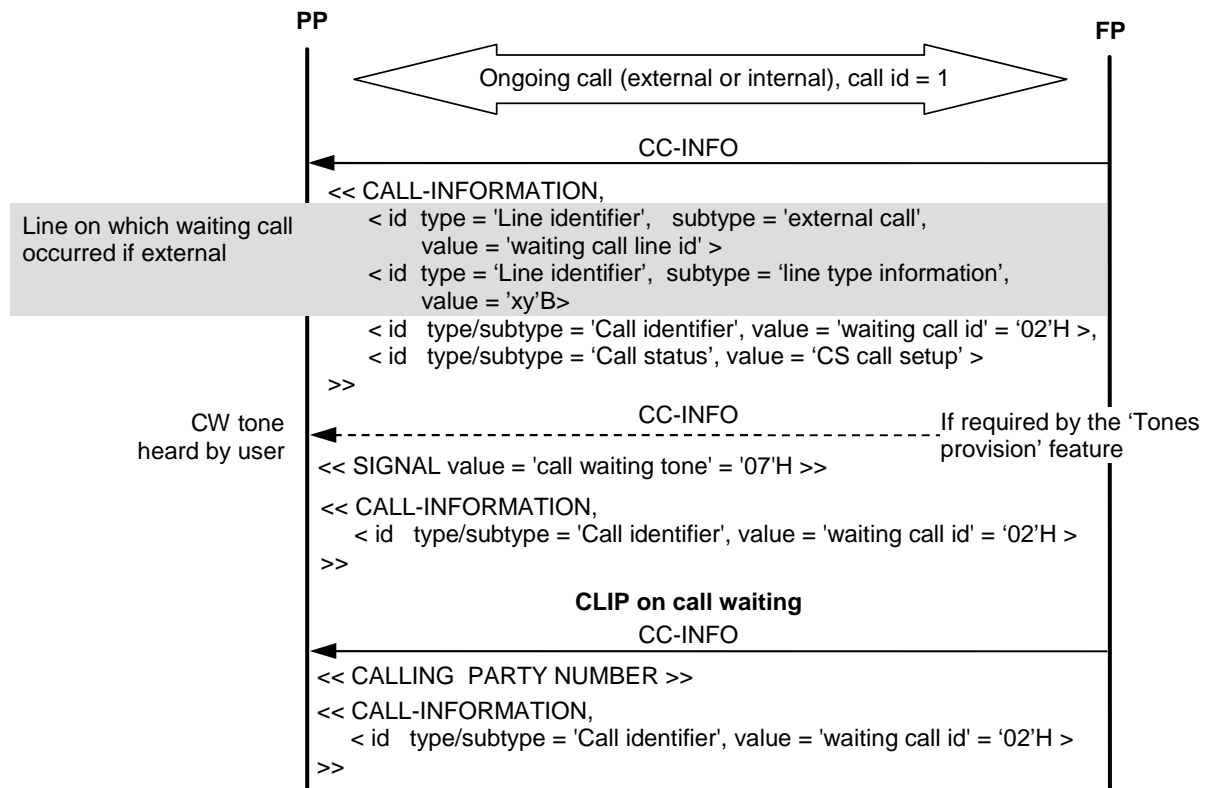 PP
FP
Ongoing call (external or internal), call id = 1
CC-INFO
<< CALL-INFORMATION,
Line on which waiting call
occurred if external
< id type = 'Line identifier', subtype = 'external call',
value = 'waiting call line id' >
< id type = ‘Line identifier’, subtype = ‘line type information’,
value = ’xy’B>
< id type/subtype = 'Call identifier', value = 'waiting call id' = ‘02’H >,
< id type/subtype = ‘Call status’, value = ‘CS call setup’ >
>>
CW tone
heard by user
CC-INFO
If required by the ‘Tones
provision’ feature
<< SIGNAL value = 'call waiting tone' = '07'H >>
<< CALL-INFORMATION,
< id type/subtype = 'Call identifier', value = 'waiting call id' = ‘02’H >
>>
CLIP on call waiting
CC-INFO
<< CALLING PARTY NUMBER >>
<< CALL-INFORMATION,
< id type/subtype = 'Call identifier', value = 'waiting call id' = ‘02’H >
>>